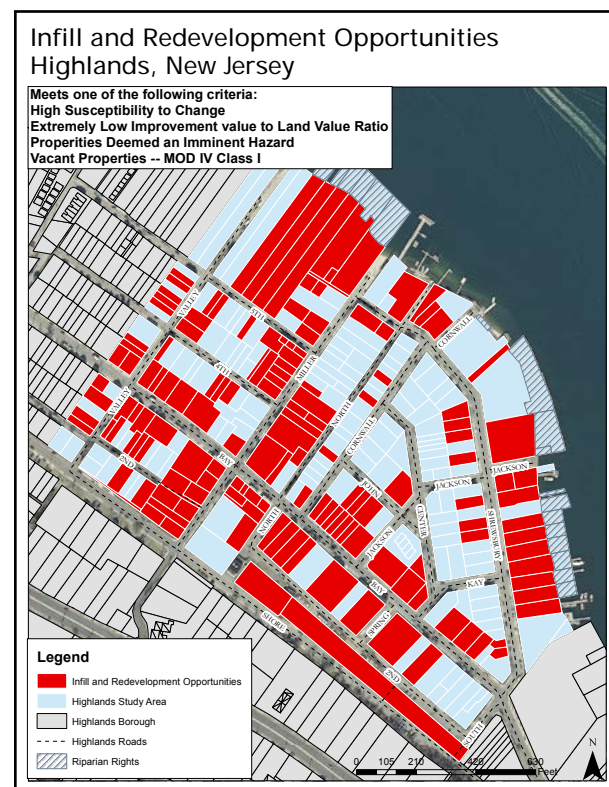 Infill and Redevelopment Opportunities
Highlands, New Jersey
Meets one of the following criteria:
High Susceptibility to Change
Extremely Low Improvement value to Land Value Ratio
Properities Deemed an Imminent Hazard
Vacant Properties -- MOD IV Class I
VALLEY
5TH
CORNWALL
4TH
MILLER
VALLEY
NORTH
CORNWALL
2ND
BAY
JOHN
JACKSON
JACKSON
NORTH
CENTER
SHREWSBURY
JACKSON
KAY
BAY
SPRING
SHORE
2ND
SOUTH
Legend
Infill and Redevelopment Opportunities
Highlands Study Area
Highlands Borough
Highlands Roads
Riparian Rights
N
0 105 210 420 630
Feet